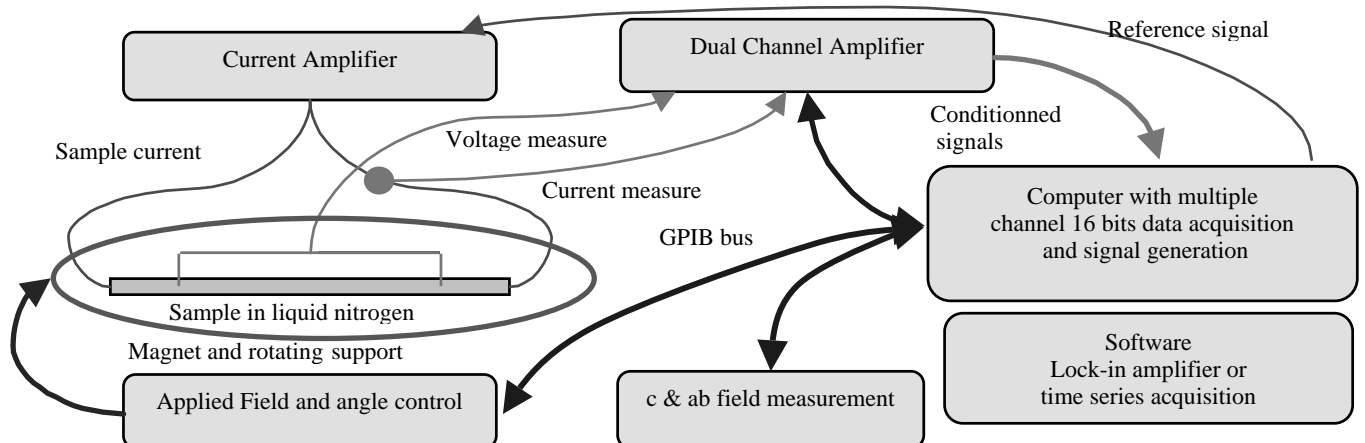 Reference signal
Current Amplifier
Dual Channel Amplifier
Conditionned
signals
Voltage measure
Sample current
Current measure
Computer with multiple
channel 16 bits data acquisition
and signal generation
GPIB bus
Sample in liquid nitrogen
Magnet and rotating support
Software
Lock-in amplifier or
time series acquisition
Applied Field and angle control
c & ab field measurement